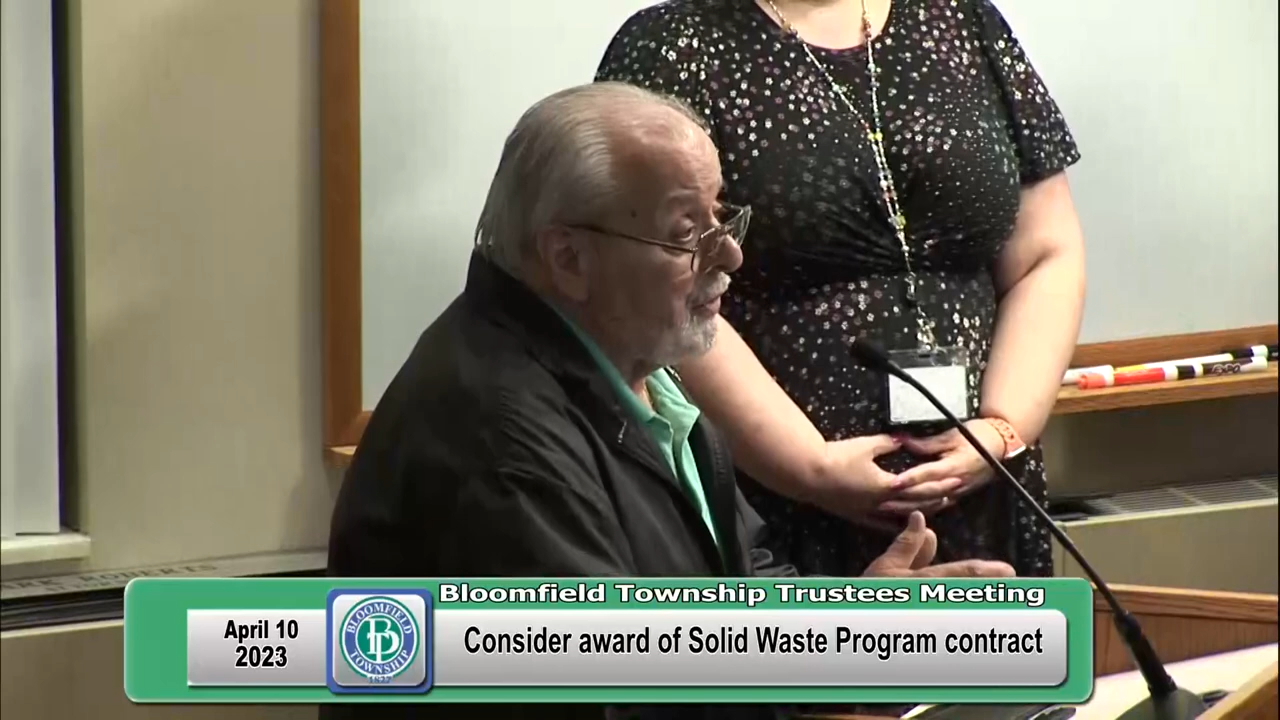 Bloomfield Township Trustees Meeting
April 10
2023
BLOOMFIELD
TOWNSHIP
Consider award of Solid Waste Program contract